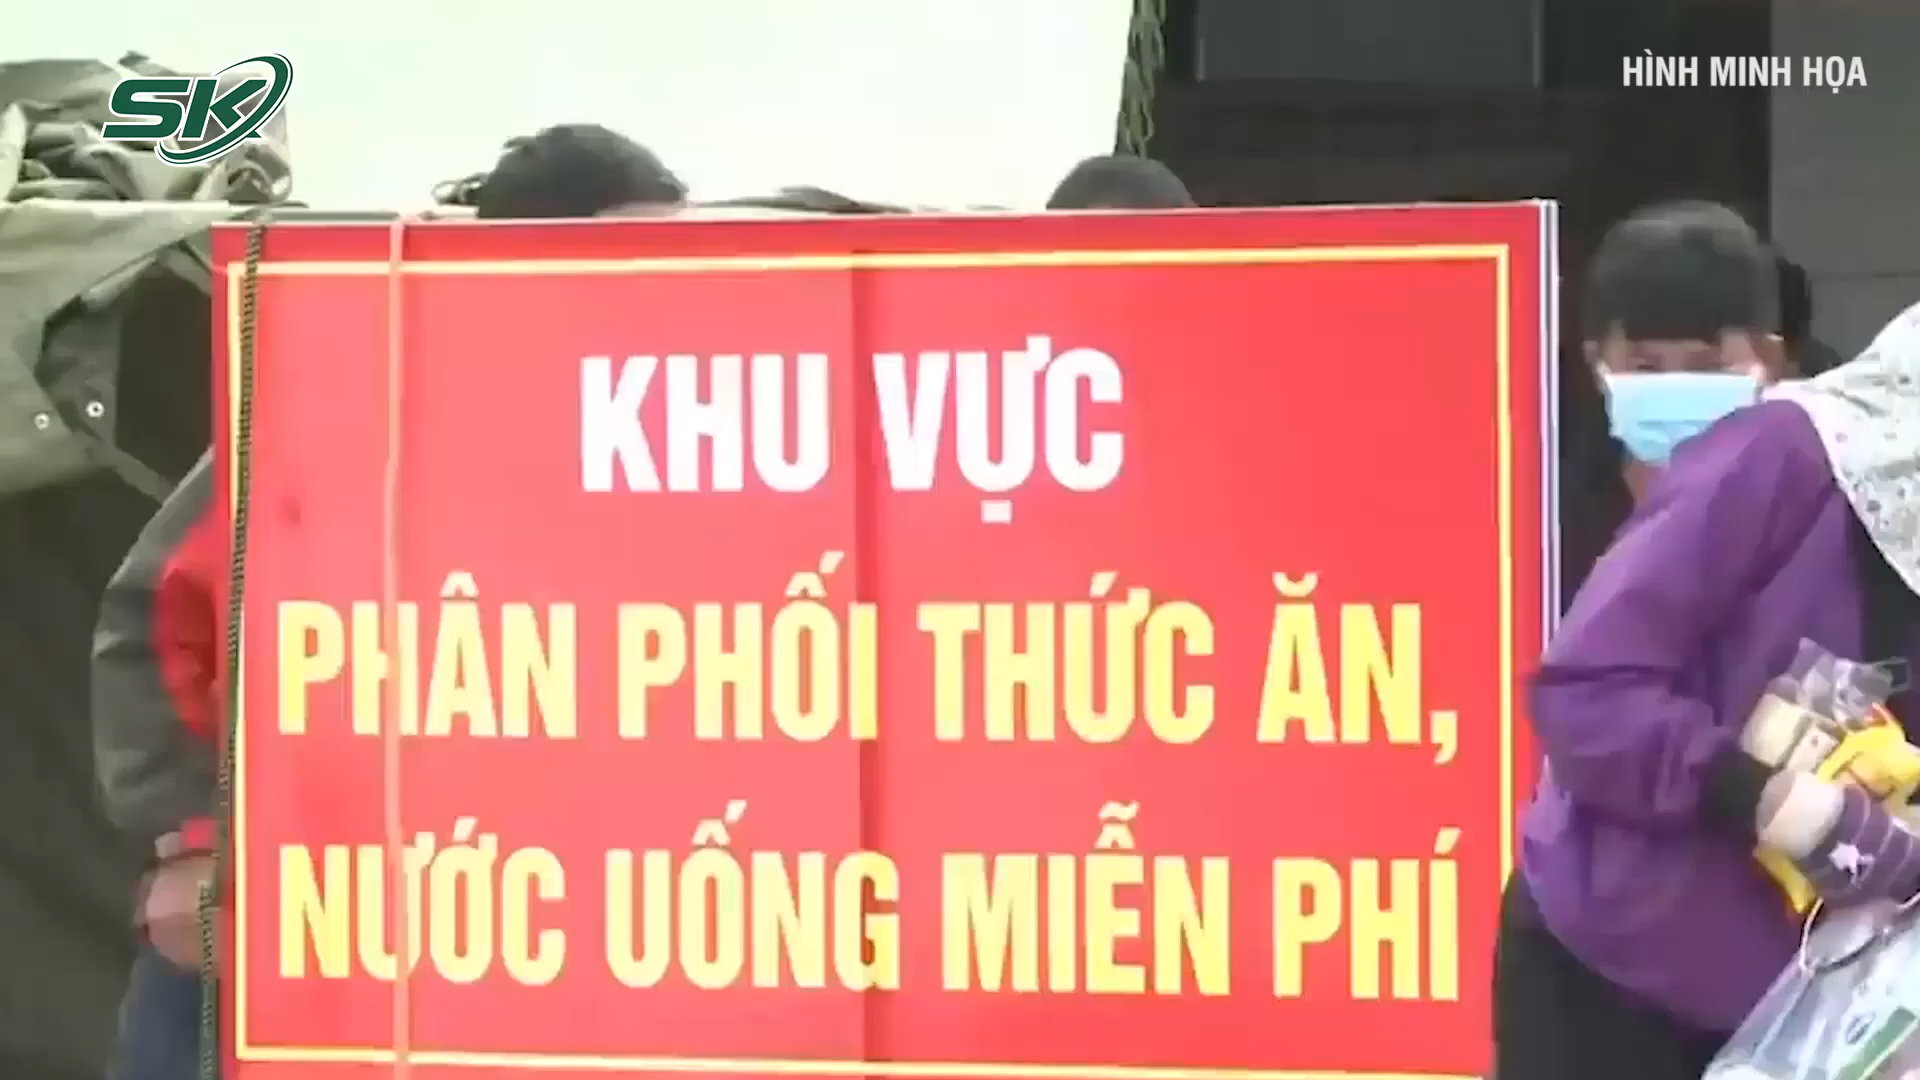 SK
HÌNH MINH HỌA
KHU VỰC
PHÂN PHỐI THỨC ĂN,
NƯỚC UỐNG MIỄN PHÍ